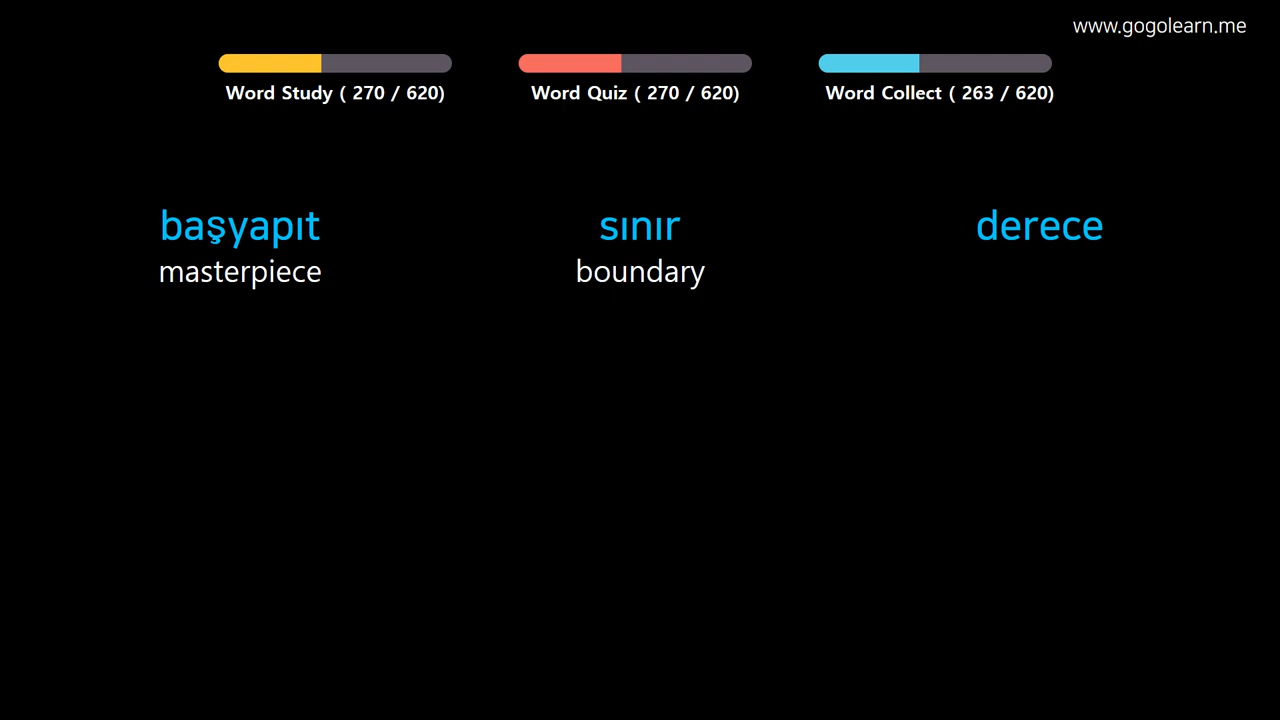 www.gogolearn.me
Word Study ( 270 / 620)
Word Quiz ( 270 / 620)
Word Collect ( 263 / 620)
başyapıt
masterpiece
sınır
boundary
derece